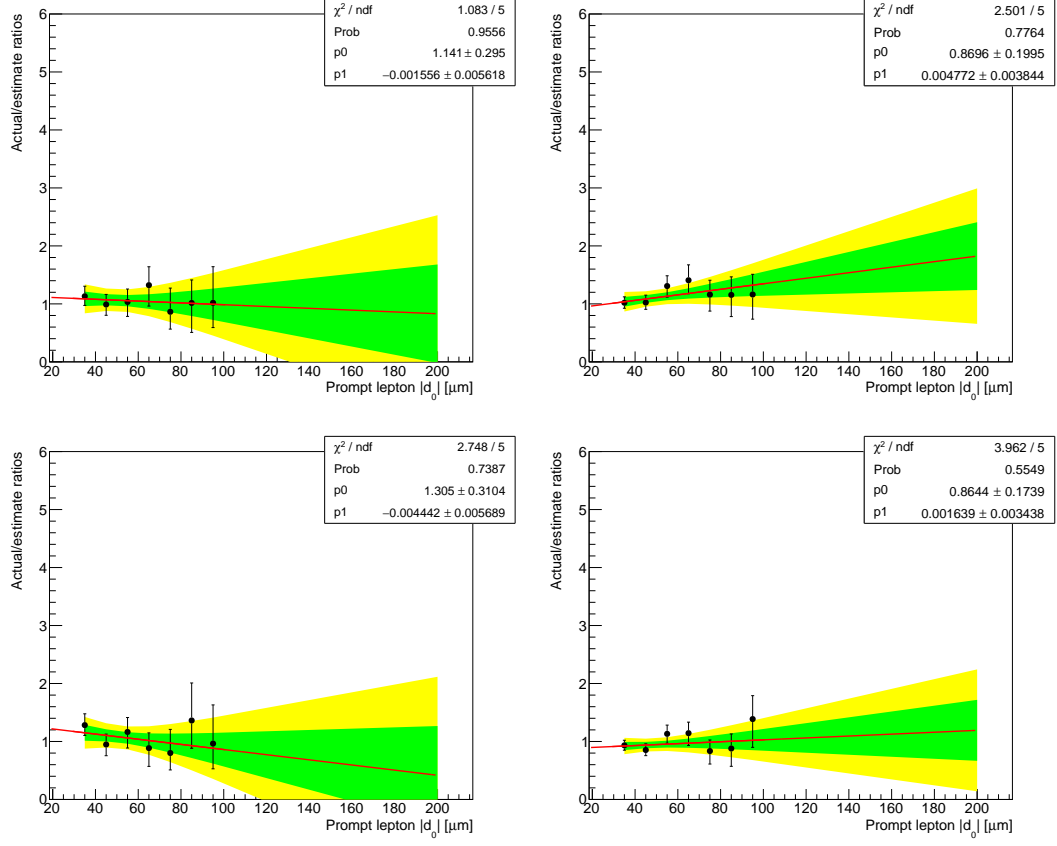 χ² / ndf 1.083 / 5
Prob 0.9556
p0 1.141 ± 0.295
p1 −0.001556 ± 0.005618
Actual/estimate ratios
6
5
4
3
2
1
0
20 40 60 80 100 120 140 160 180 200
Prompt lepton |d₀| [μm]
χ² / ndf 2.501 / 5
Prob 0.7764
p0 0.8696 ± 0.1995
p1 0.004772 ± 0.003844
Actual/estimate ratios
6
5
4
3
2
1
0
20 40 60 80 100 120 140 160 180 200
Prompt lepton |d₀| [μm]
χ² / ndf 2.748 / 5
Prob 0.7387
p0 1.305 ± 0.3104
p1 −0.004442 ± 0.005689
Actual/estimate ratios
6
5
4
3
2
1
0
20 40 60 80 100 120 140 160 180 200
Prompt lepton |d₀| [μm]
χ² / ndf 3.962 / 5
Prob 0.5549
p0 0.8644 ± 0.1739
p1 0.001639 ± 0.003438
Actual/estimate ratios
6
5
4
3
2
1
0
20 40 60 80 100 120 140 160 180 200
Prompt lepton |d₀| [μm]